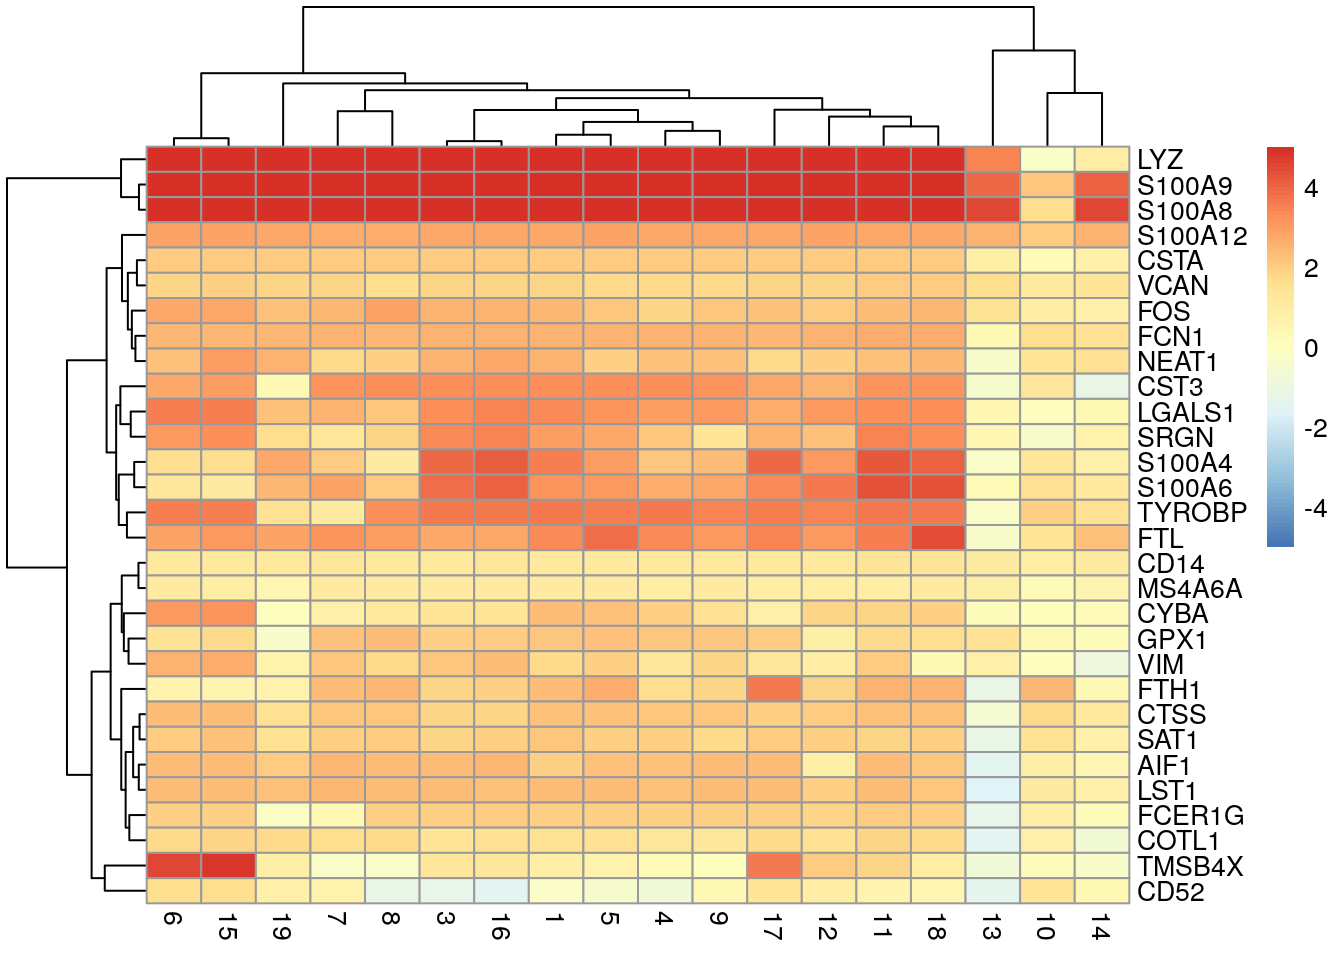 LYZ
S100A9
S100A8
S100A12
CSTA
VCAN
FOS
FCN1
NEAT1
CST3
LGALS1
SRGN
S100A4
S100A6
TYROBP
FTL
CD14
MS4A6A
CYBA
GPX1
VIM
FTH1
CTSS
SAT1
AIF1
LST1
FCER1G
COTL1
TMSB4X
CD52
6 15 19 7 8 3 16 1 5 4 9 17 12 11 18 13 10 14
4
2
0
-2
-4